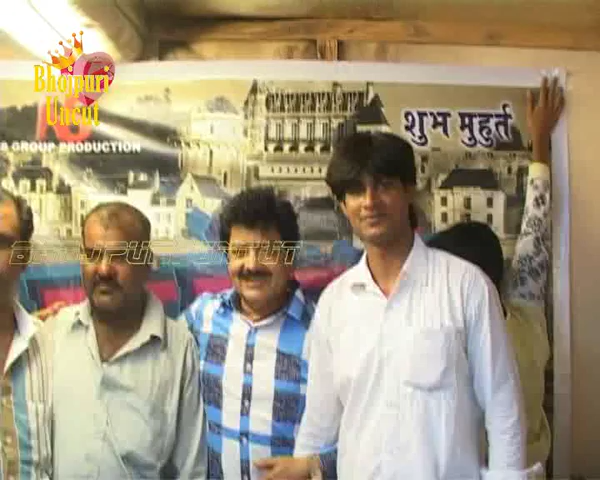 Bhojpuri
Uncut
GROUP PRODUCTION
शुभ मुहुर्त
BHOJPURI UNCUT